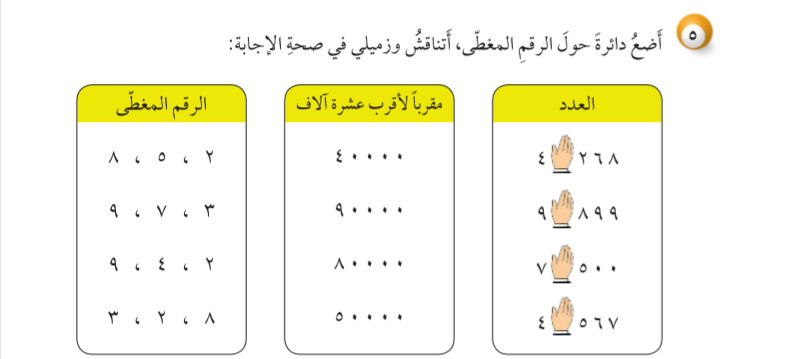 ٥ أَضعُ دائرةً حولَ الرقمِ المغطّى، أَتناقشُ وزميلي في صحةِ الإجابة:
العدد مقرباً لأقرب عشرة آلاف الرقم المغطّى
٤ ٢٦٨ ٤٠٠٠٠ ٢ ، ٥ ، ٨
٩ ٨٩٩ ٩٠٠٠٠ ٣ ، ٧ ، ٩
٧ ٥٠٠ ٨٠٠٠٠ ٢ ، ٤ ، ٩
٤ ٥٦٧ ٥٠٠٠٠ ٨ ، ٢ ، ٣